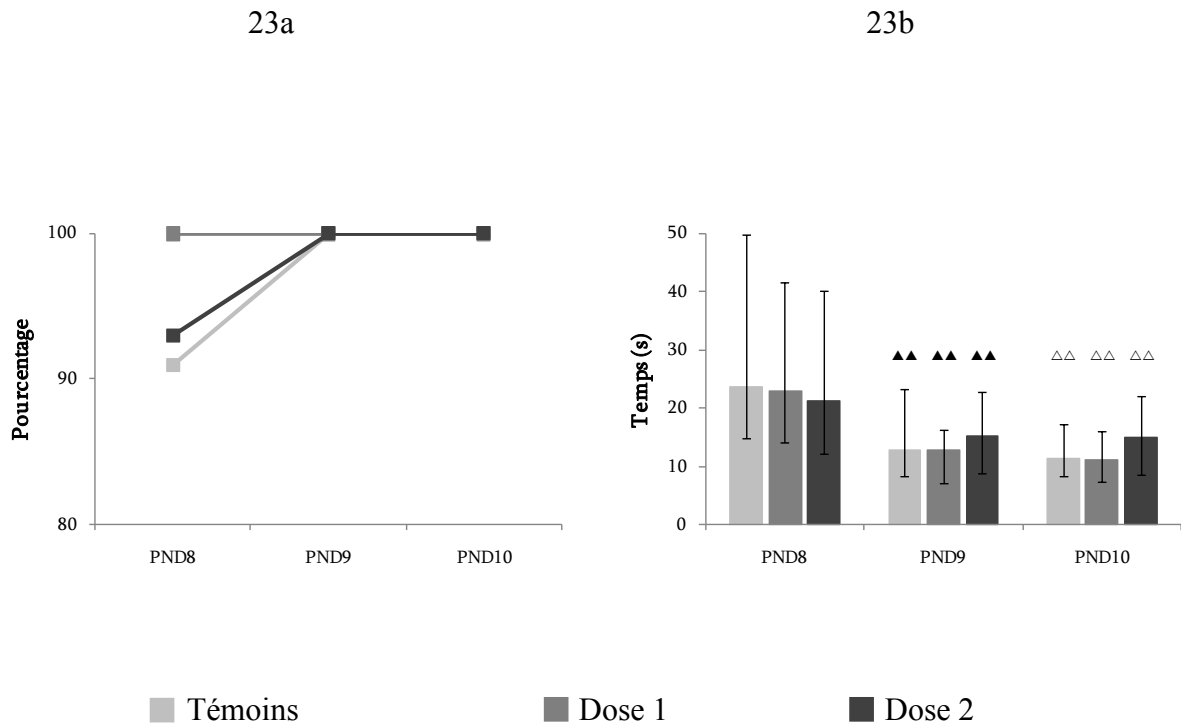 23a
23b
100
90
80
Pourcentage
PND8 PND9 PND10
50
40
30
20
10
0
Temps (s)
▲▲ ▲▲ ▲▲ △△ △△ △△
PND8 PND9 PND10
Témoins Dose 1 Dose 2